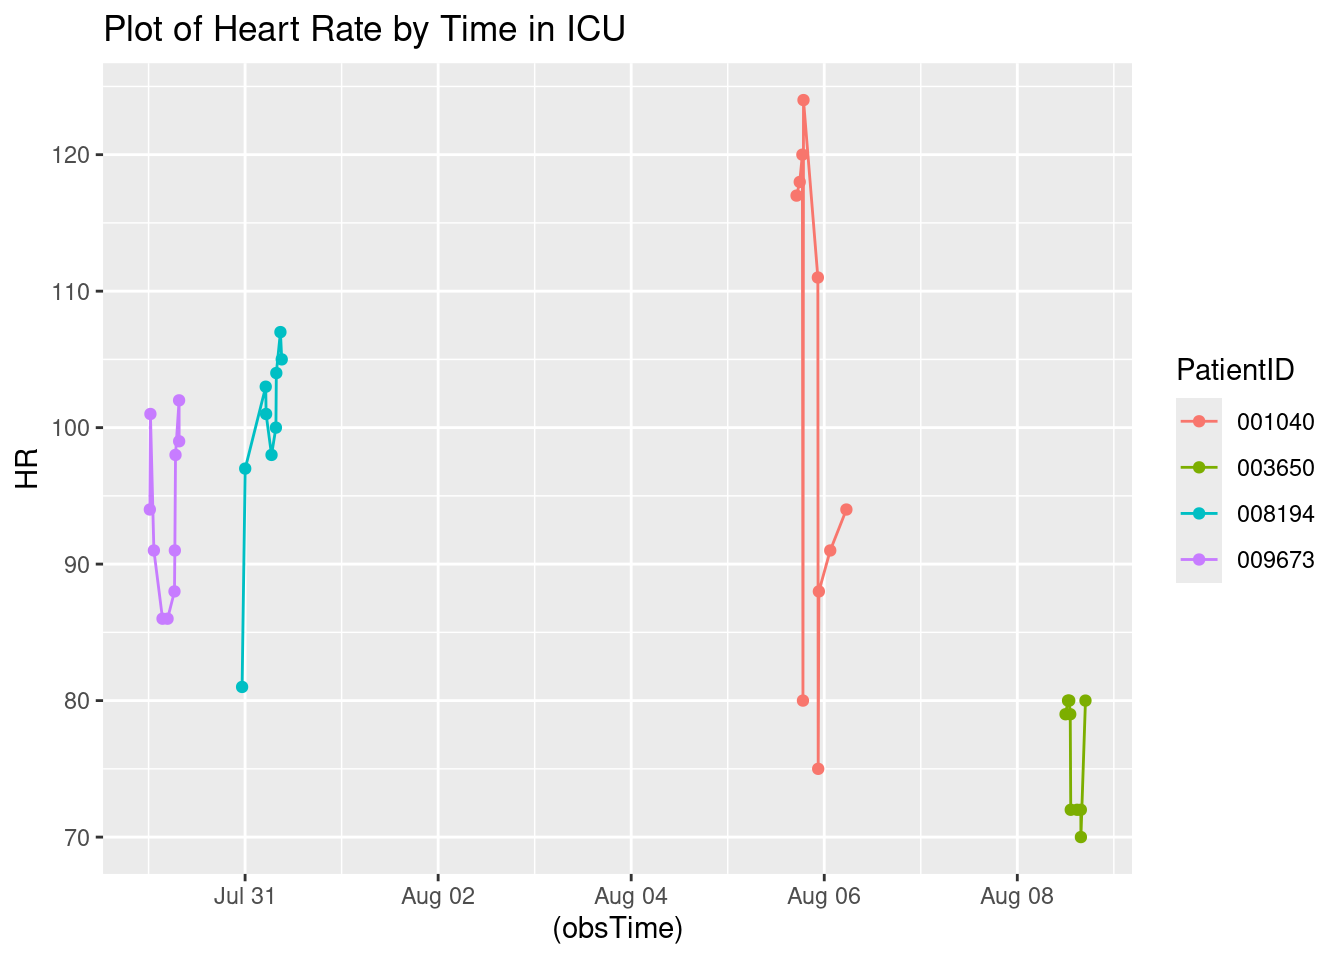 Plot of Heart Rate by Time in ICU
HR
120
110
100
90
80
70
Jul 31 Aug 02 Aug 04 Aug 06 Aug 08
(obsTime)
PatientID
001040
003650
008194
009673